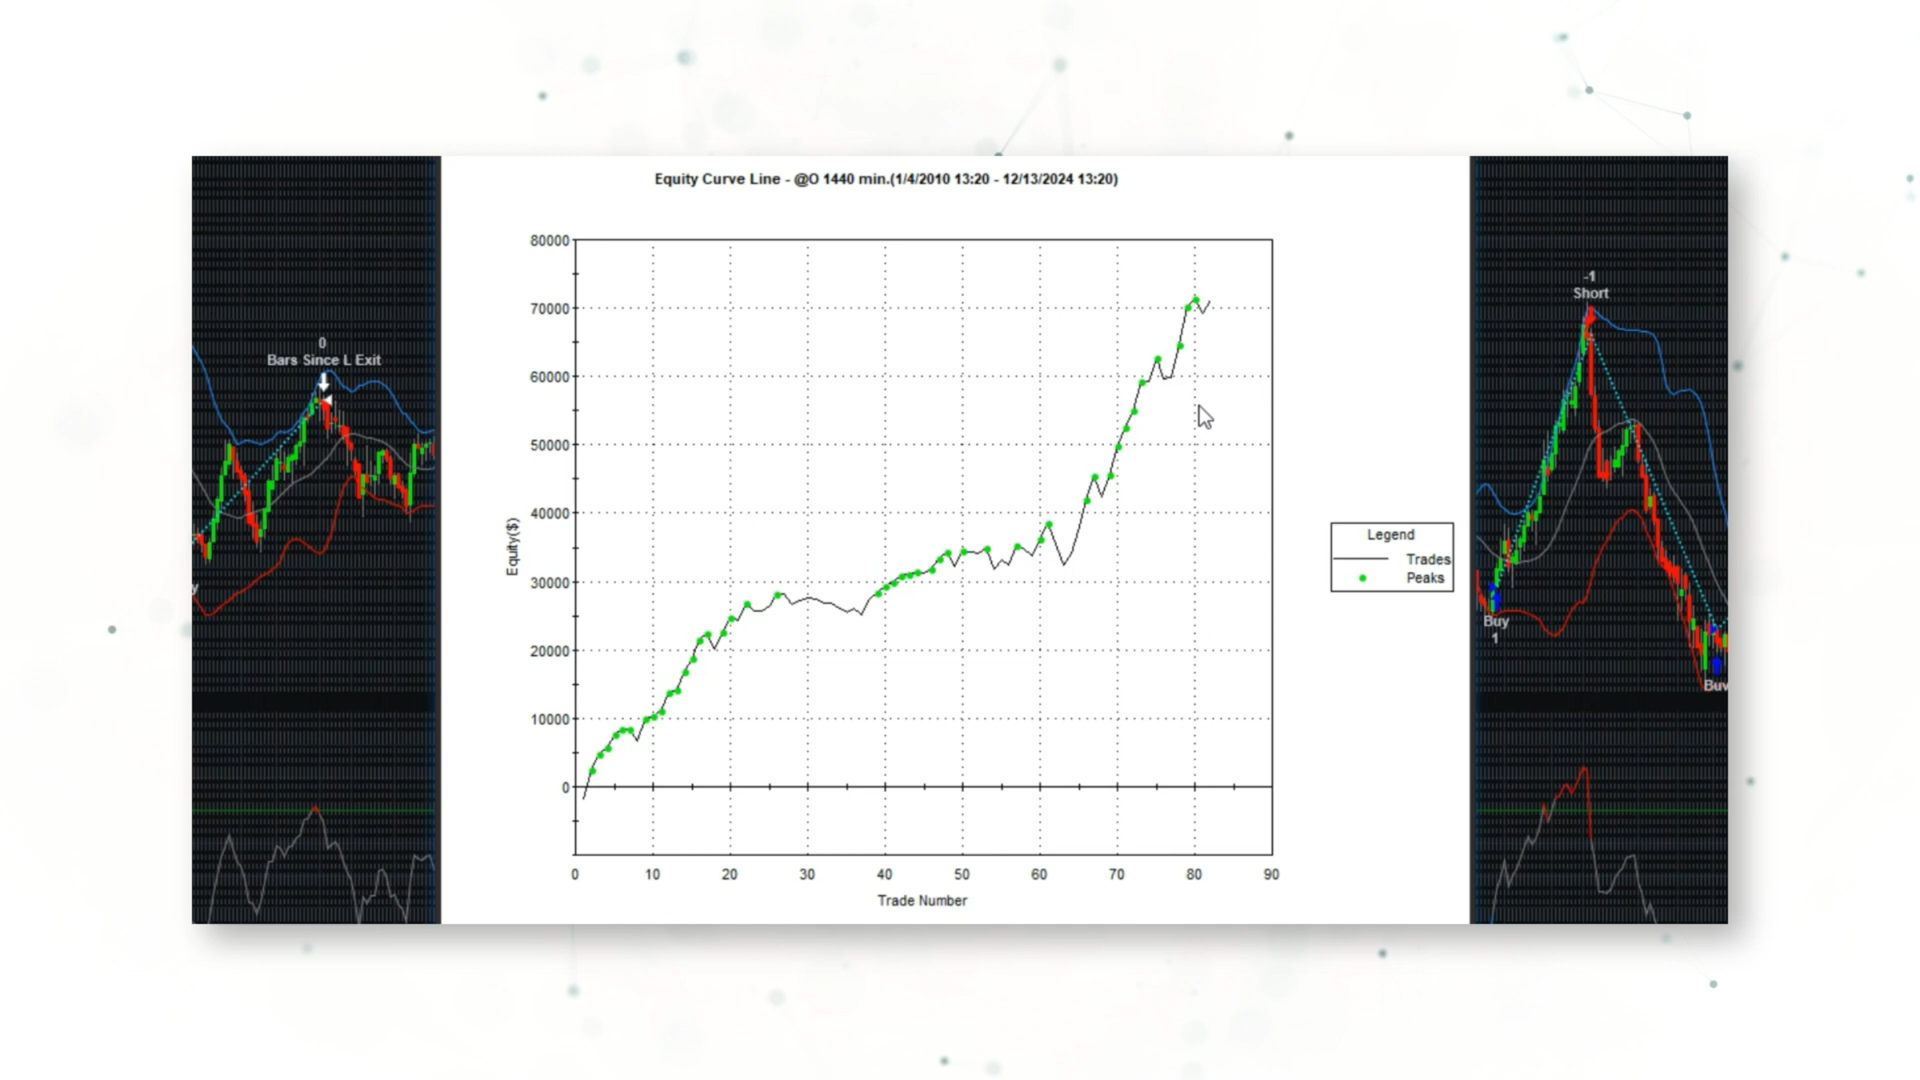 Equity Curve Line - @O 1440 min.(1/4/2010 13:20 - 12/13/2024 13:20)
0
Bars Since L Exit
80000
70000
60000
50000
40000
30000
20000
10000
0
Equity($)
0 10 20 30 40 50 60 70 80 90
Trade Number
Legend
Trades
Peaks
-1
Short
Buy
1
Buy